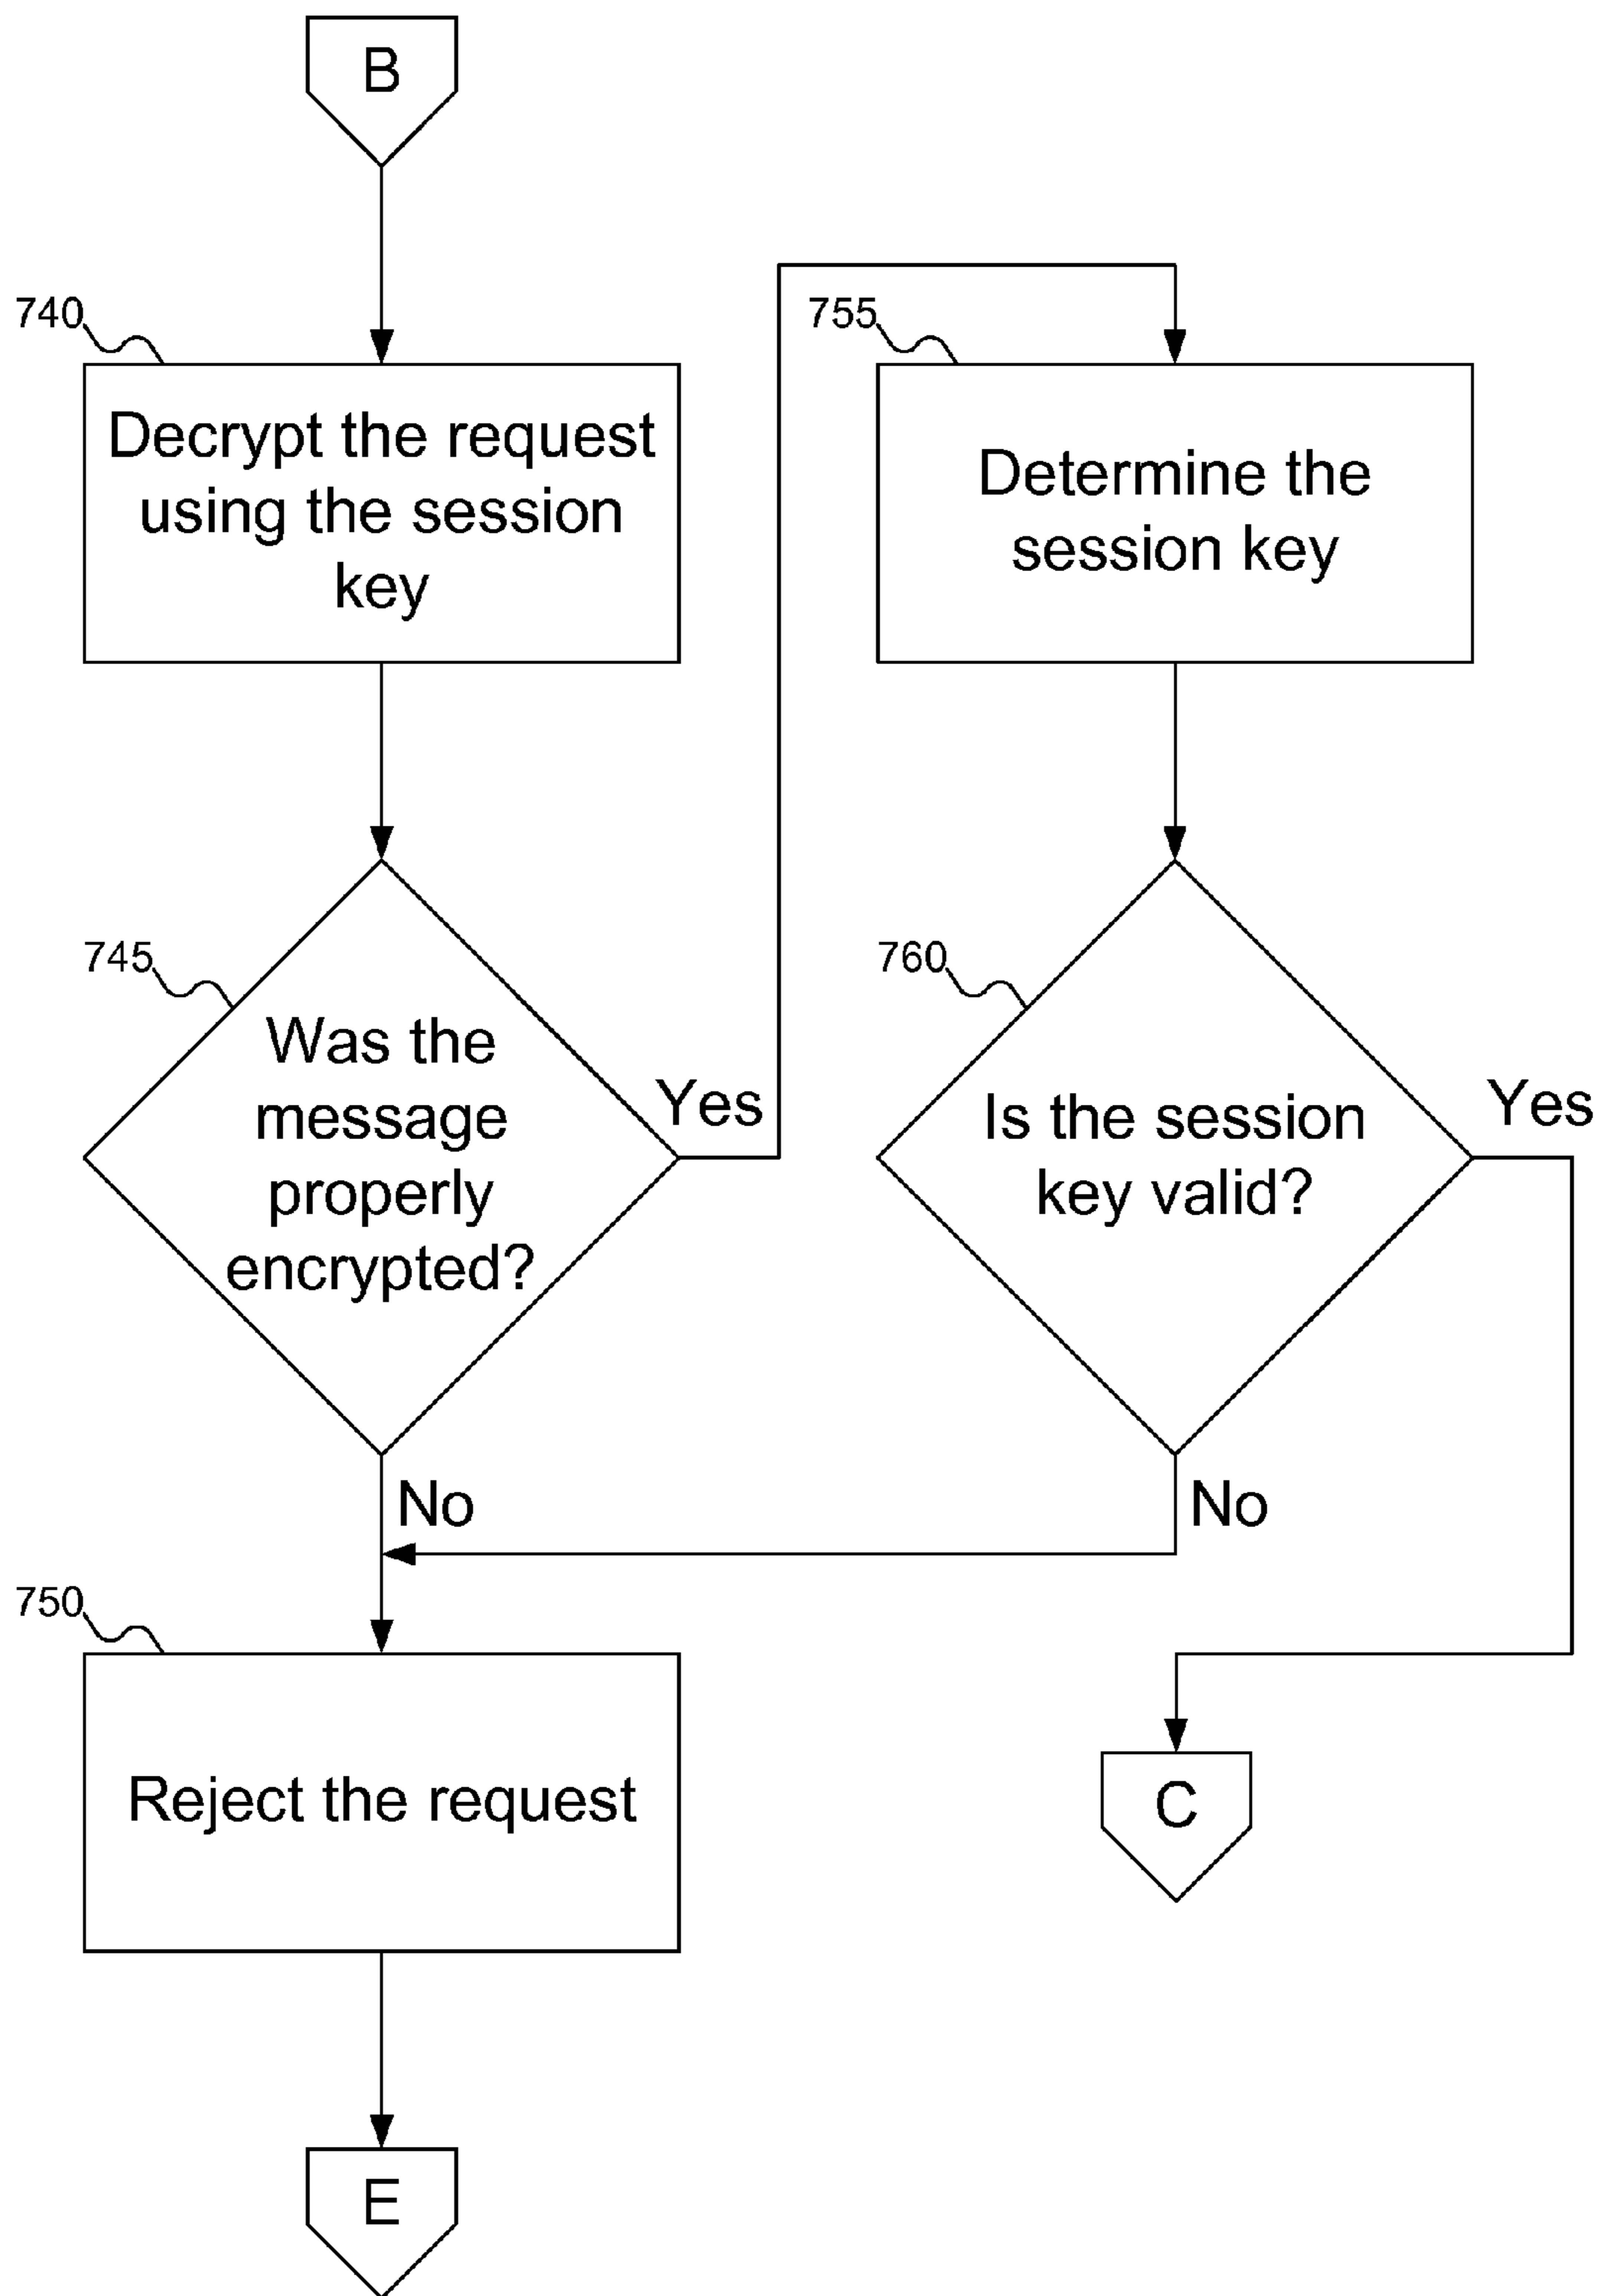 B
740
Decrypt the request
using the session
key
745
Was the
message
properly
encrypted?
Yes
No
750
Reject the request
E
755
Determine the
session key
760
Is the session
key valid?
Yes
No
C